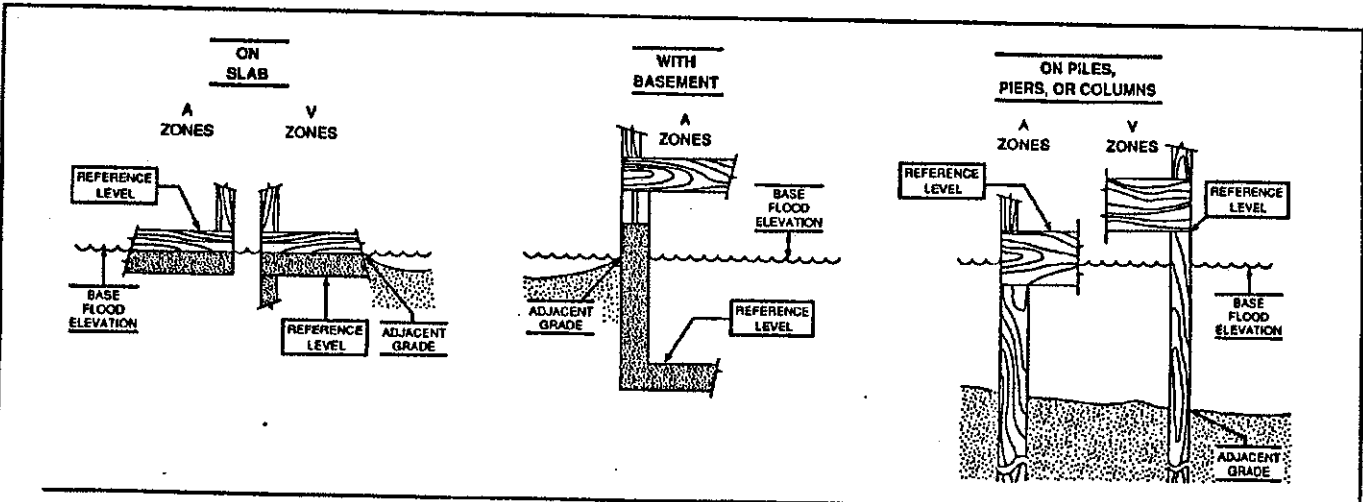 ON
SLAB
A
ZONES
V
ZONES
REFERENCE
LEVEL
BASE
FLOOD
ELEVATION
REFERENCE
LEVEL
ADJACENT
GRADE
WITH
BASEMENT
A
ZONES
BASE
FLOOD
ELEVATION
ADJACENT
GRADE
REFERENCE
LEVEL
ON PILES,
PIERS, OR COLUMNS
A
ZONES
V
ZONES
REFERENCE
LEVEL
REFERENCE
LEVEL
BASE
FLOOD
ELEVATION
ADJACENT
GRADE